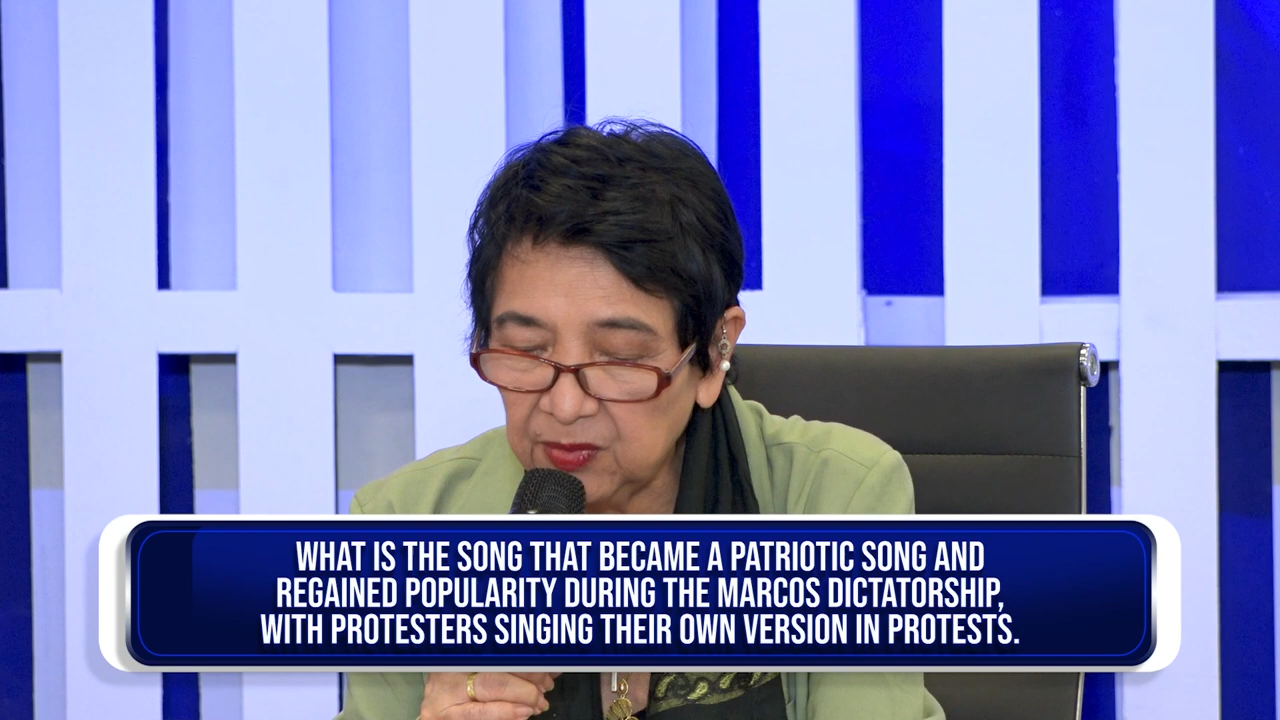 WHAT IS THE SONG THAT BECAME A PATRIOTIC SONG AND
REGAINED POPULARITY DURING THE MARCOS DICTATORSHIP,
WITH PROTESTERS SINGING THEIR OWN VERSION IN PROTESTS.